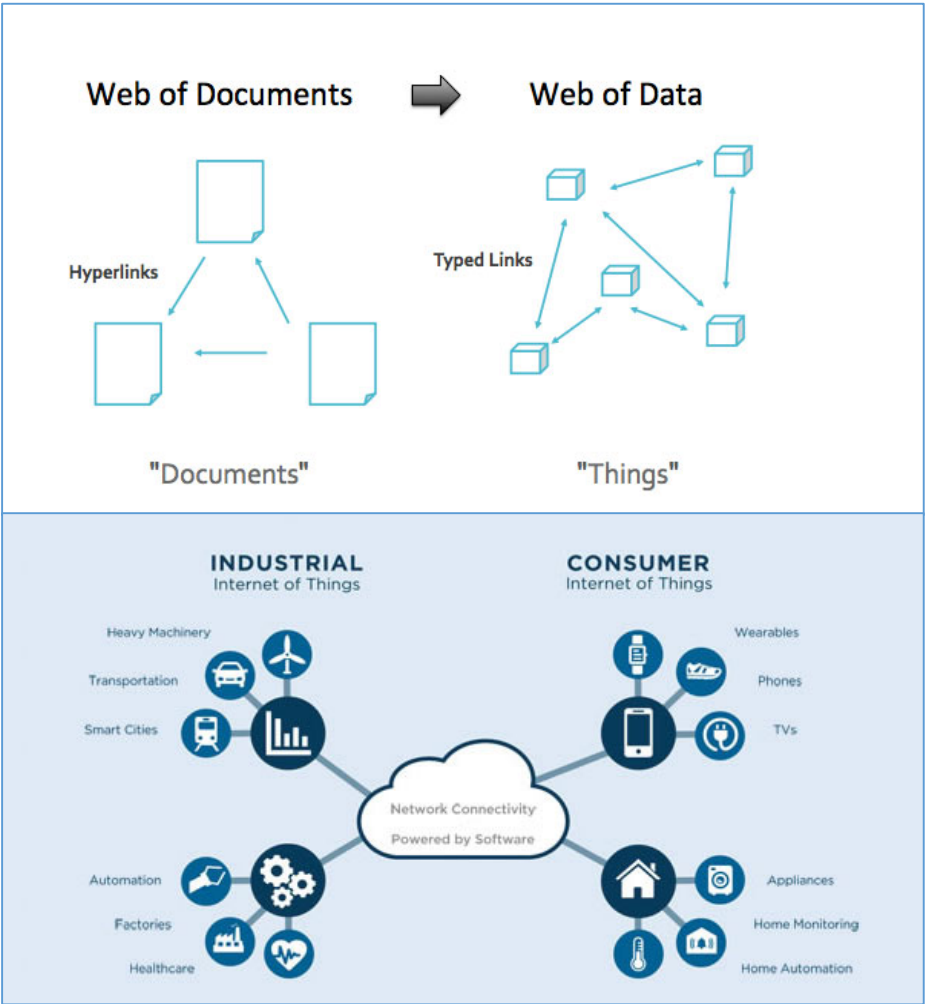 Web of Documents
Web of Data
Hyperlinks
Typed Links
"Documents"
"Things"
INDUSTRIAL
Internet of Things
CONSUMER
Internet of Things
Heavy Machinery
Transportation
Smart Cities
Wearables
Phones
TVs
Network Connectivity
Powered by Software
Automation
Factories
Healthcare
Appliances
Home Monitoring
Home Automation